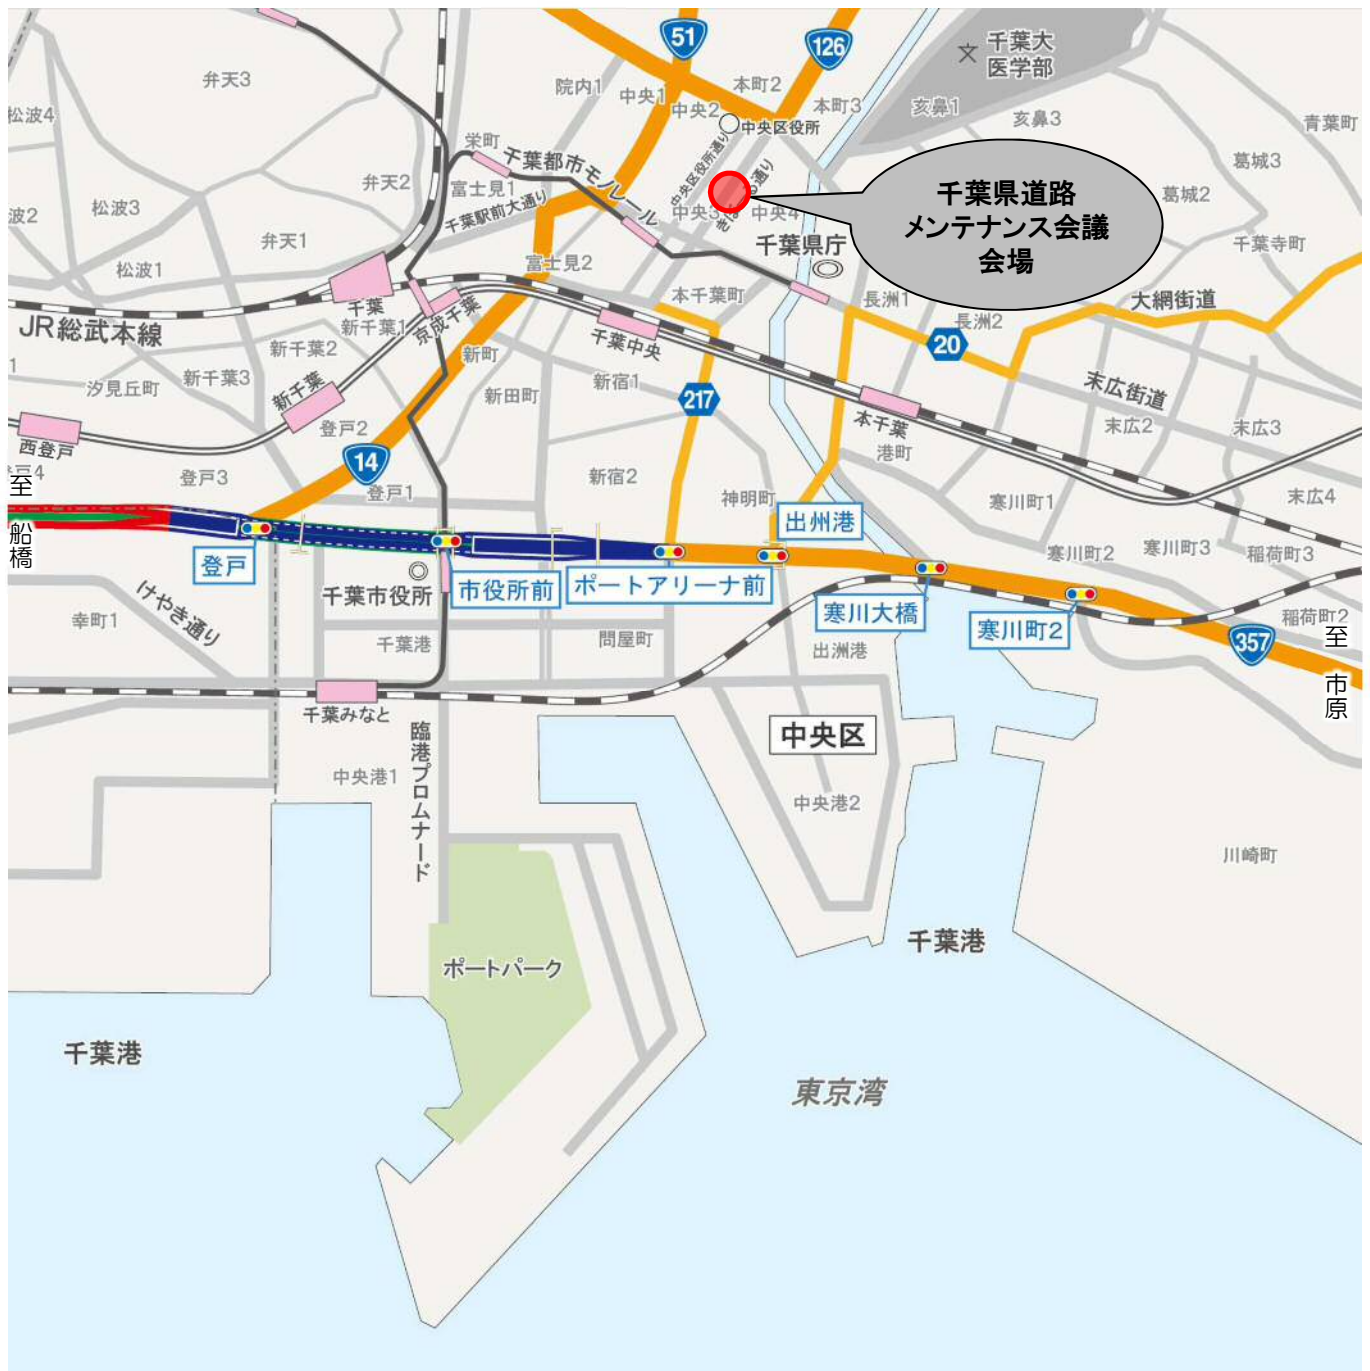 51
126
千葉大
医学部
弁天3
院内1
中央1
中央2
本町2
本町3
亥鼻1
亥鼻3
青葉町
松波4
中央区役所
栄町
千葉都市モノレール
中央区役所通り
葛城3
弁天2
富士見1
千葉駅前大通り
中央3
中央4
千葉県道路
メンテナンス会議
会場
葛城2
波2
松波3
弁天1
千葉県庁
千葉寺町
松波1
富士見2
千葉
本千葉町
長洲1
大網街道
JR総武本線
新千葉1
京成千葉
千葉中央
長洲2
20
新千葉2
新町
1
汐見丘町
新千葉3
新千葉
新田町
新宿1
217
末広街道
本千葉
西登戸
登戸2
末広2
末広3
港町
14
登戸3
登戸1
新宿2
神明町
寒川町1
末広4
至
船橋
出州港
登戸
市役所前
ポートアリーナ前
寒川大橋
寒川町2
寒川町2
寒川町3
稲荷町3
千葉市役所
幸町1
けやき通り
千葉港
問屋町
出洲港
357
稲荷町2
至
市原
千葉みなと
臨港プロムナード
中央区
中央港1
中央港2
川崎町
千葉港
ポートパーク
千葉港
東京湾